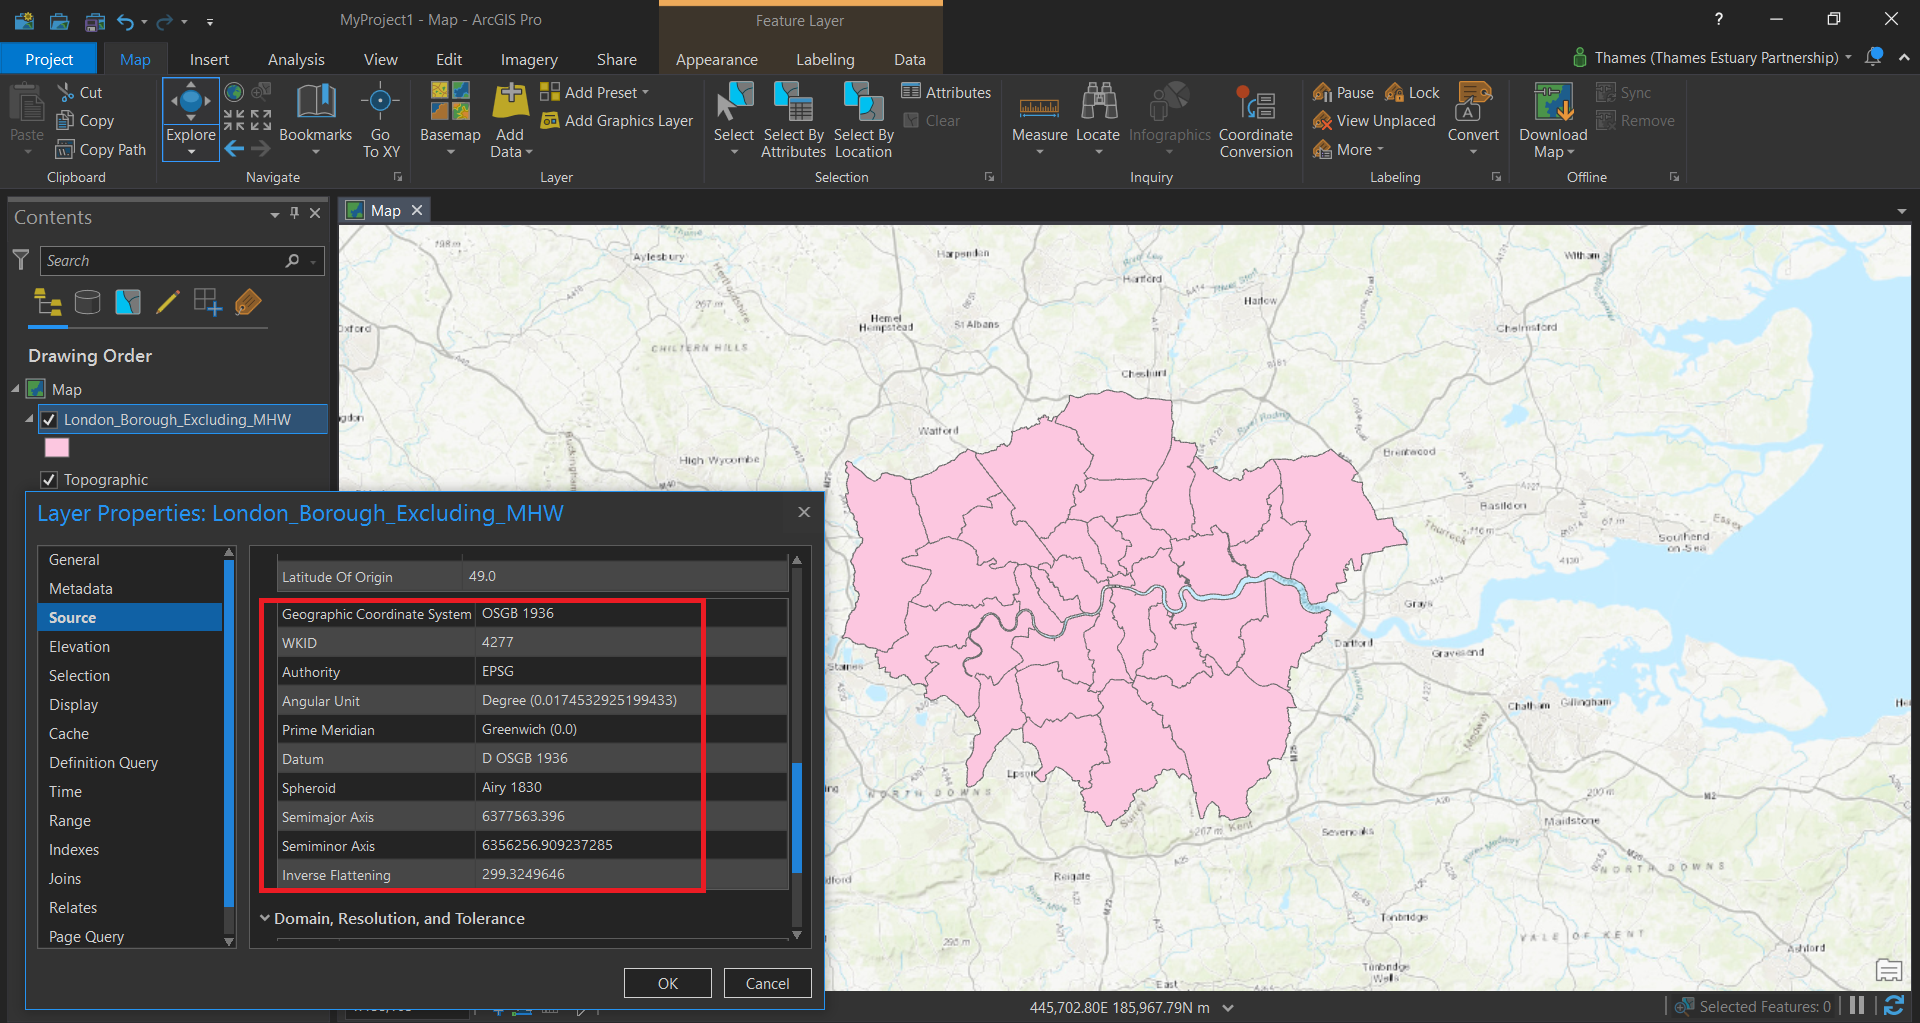 MyProject1 - Map - ArcGIS Pro
Feature Layer
?
Project
Map
Insert
Analysis
View
Edit
Imagery
Share
Appearance
Labeling
Data
Thames (Thames Estuary Partnership)
Paste
Cut
Copy
Copy Path
Clipboard
Explore
Bookmarks
Go
To XY
Navigate
Basemap
Add
Data
Add Preset
Add Graphics Layer
Layer
Select
Select By
Attributes
Select By
Location
Attributes
Clear
Selection
Measure
Locate
Infographics
Coordinate
Conversion
Inquiry
Pause
Lock
View Unplaced
More
Convert
Labeling
Download
Map
Sync
Remove
Offline
Contents
Search
Drawing Order
Map
London_Borough_Excluding_MHW
Topographic
Map
Aylesbury
Harpenden
Hertford
Witham
Harlow
Hemel
Hempstead
St Albans
Chelmsford
CHILTERN HILLS
Cheshunt
Watford
High Wycombe
Brentwood
Basildon
Southend
on-Sea
Thurrock
Essex
Staines
Grays
Dartford
Gravesend
Chatham
Gillingham
Medway
Epsom
NORTH DOWNS
Surrey
Kent
Sevenoaks
Maidstone
Reigate
NORTH DOWNS
Tonbridge
VALE OF KENT
Ashford
Tunbridge
Wells
East
Layer Properties: London_Borough_Excluding_MHW
General
Metadata
Source
Elevation
Selection
Display
Cache
Definition Query
Time
Range
Indexes
Joins
Relates
Page Query
Latitude Of Origin 49.0
Geographic Coordinate System OSGB 1936
WKID 4277
Authority EPSG
Angular Unit Degree (0.0174532925199433)
Prime Meridian Greenwich (0.0)
Datum D OSGB 1936
Spheroid Airy 1830
Semimajor Axis 6377563.396
Semiminor Axis 6356256.909237285
Inverse Flattening 299.3249646
Domain, Resolution, and Tolerance
OK
Cancel
445,702.80E 185,967.79N m
Selected Features: 0